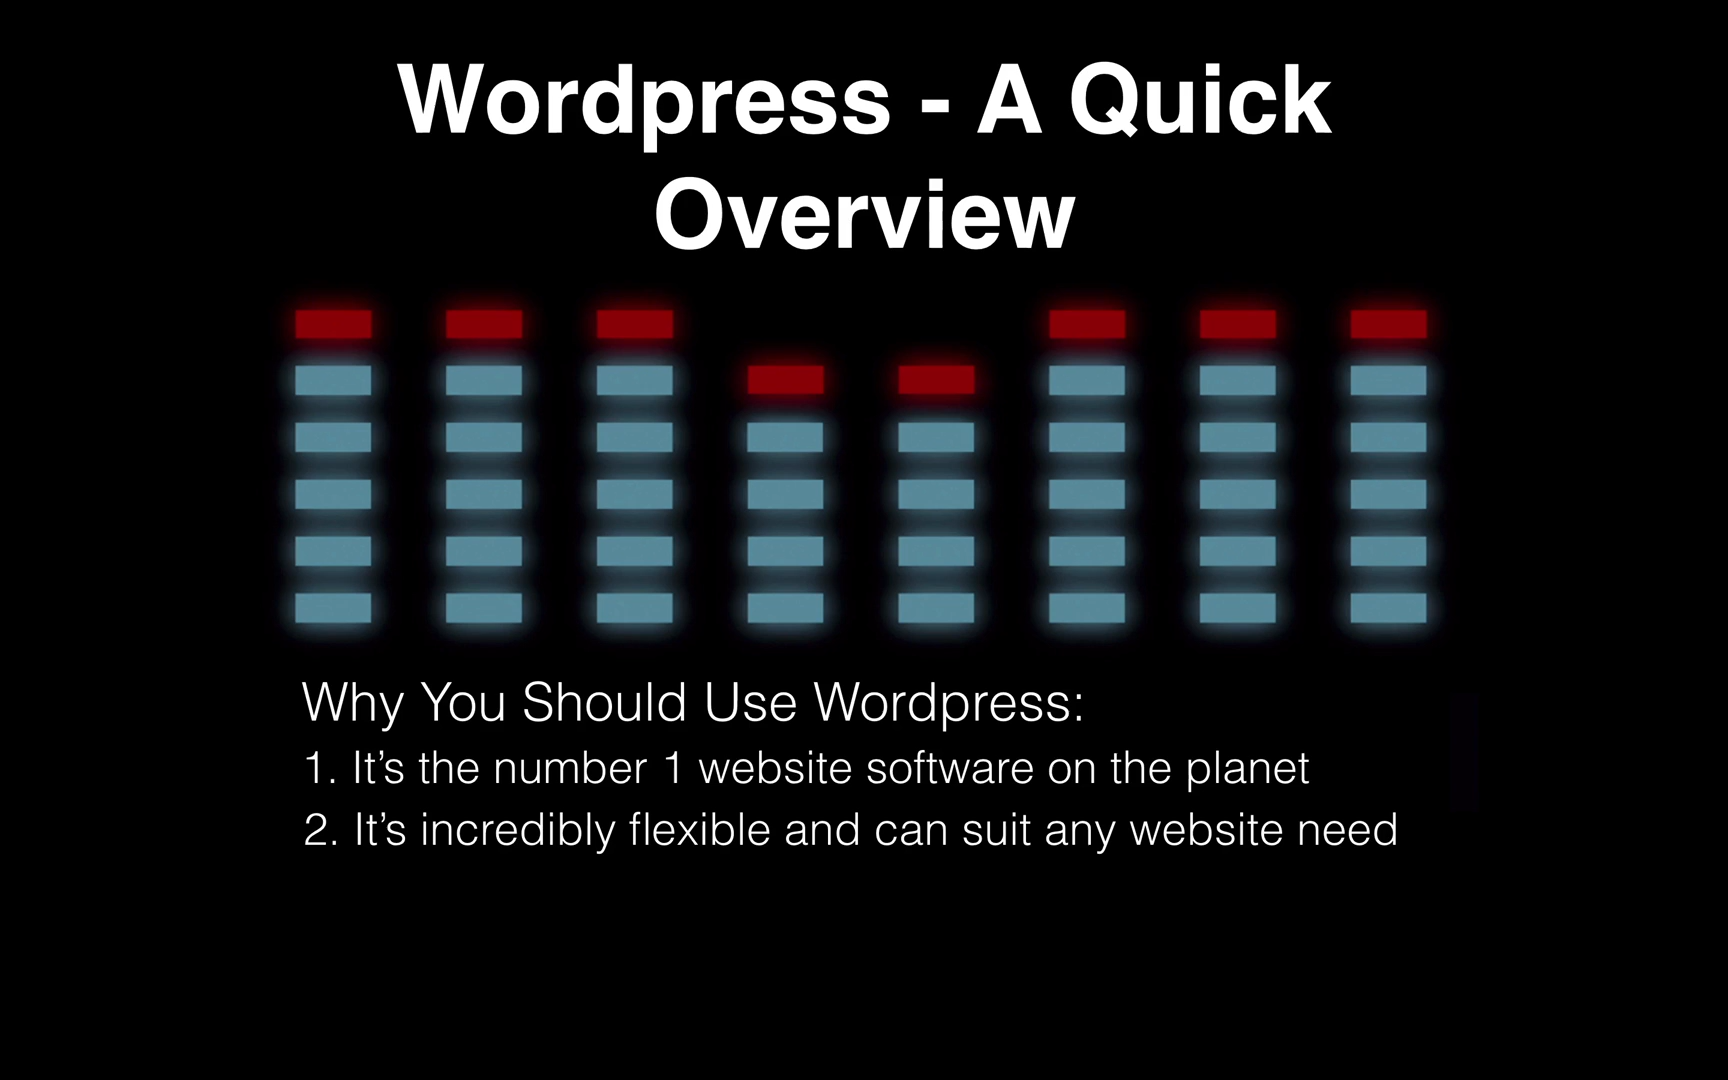 Wordpress - A Quick
Overview
Why You Should Use Wordpress:
1. It’s the number 1 website software on the planet
2. It’s incredibly flexible and can suit any website need